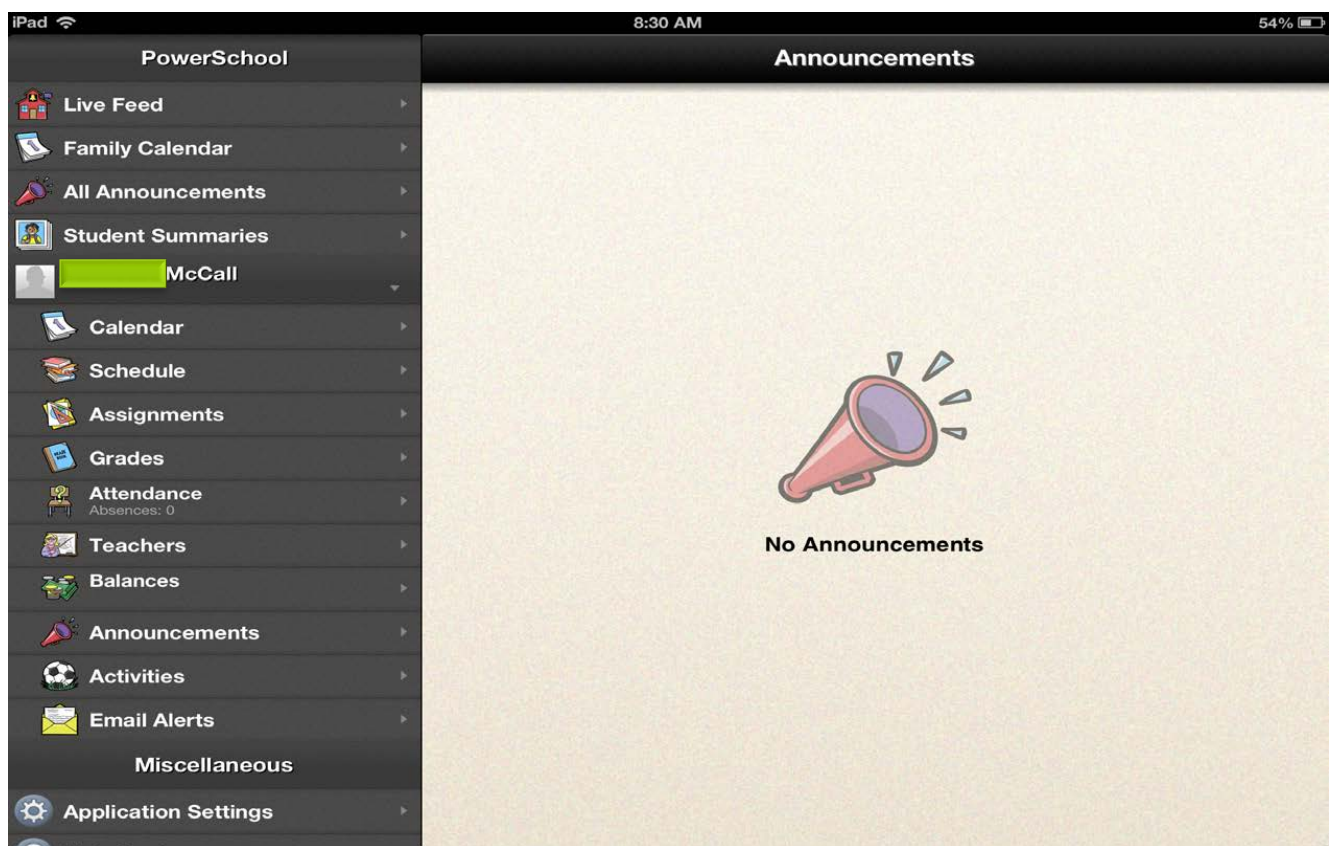 iPad
8:30 AM
54%
PowerSchool
Announcements
Live Feed
Family Calendar
All Announcements
Student Summaries
McCall
Calendar
Schedule
Assignments
Grades
Attendance
Absences: 0
Teachers
Balances
Announcements
Activities
Email Alerts
Miscellaneous
Application Settings
No Announcements